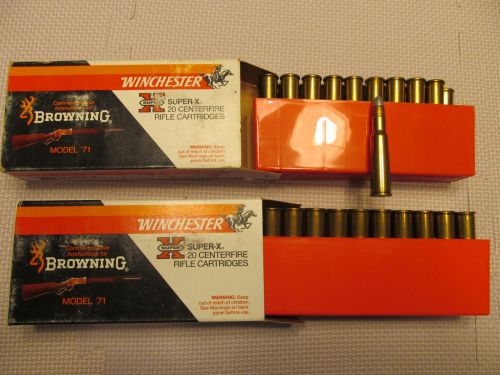 WINCHESTER
X
SUPER
SUPER-X
20 CENTERFIRE
RIFLE CARTRIDGES
Commemorative
Ammunition for
BROWNING
MODEL '71
WARNING: Keep
out of reach of children.
See Warnings on back
panel before use.
WINCHESTER
X
SUPER
SUPER-X
20 CENTERFIRE
RIFLE CARTRIDGES
Commemorative
Ammunition for
BROWNING
MODEL '71
WARNING: Keep
out of reach of children.
See Warnings on back
panel before use.